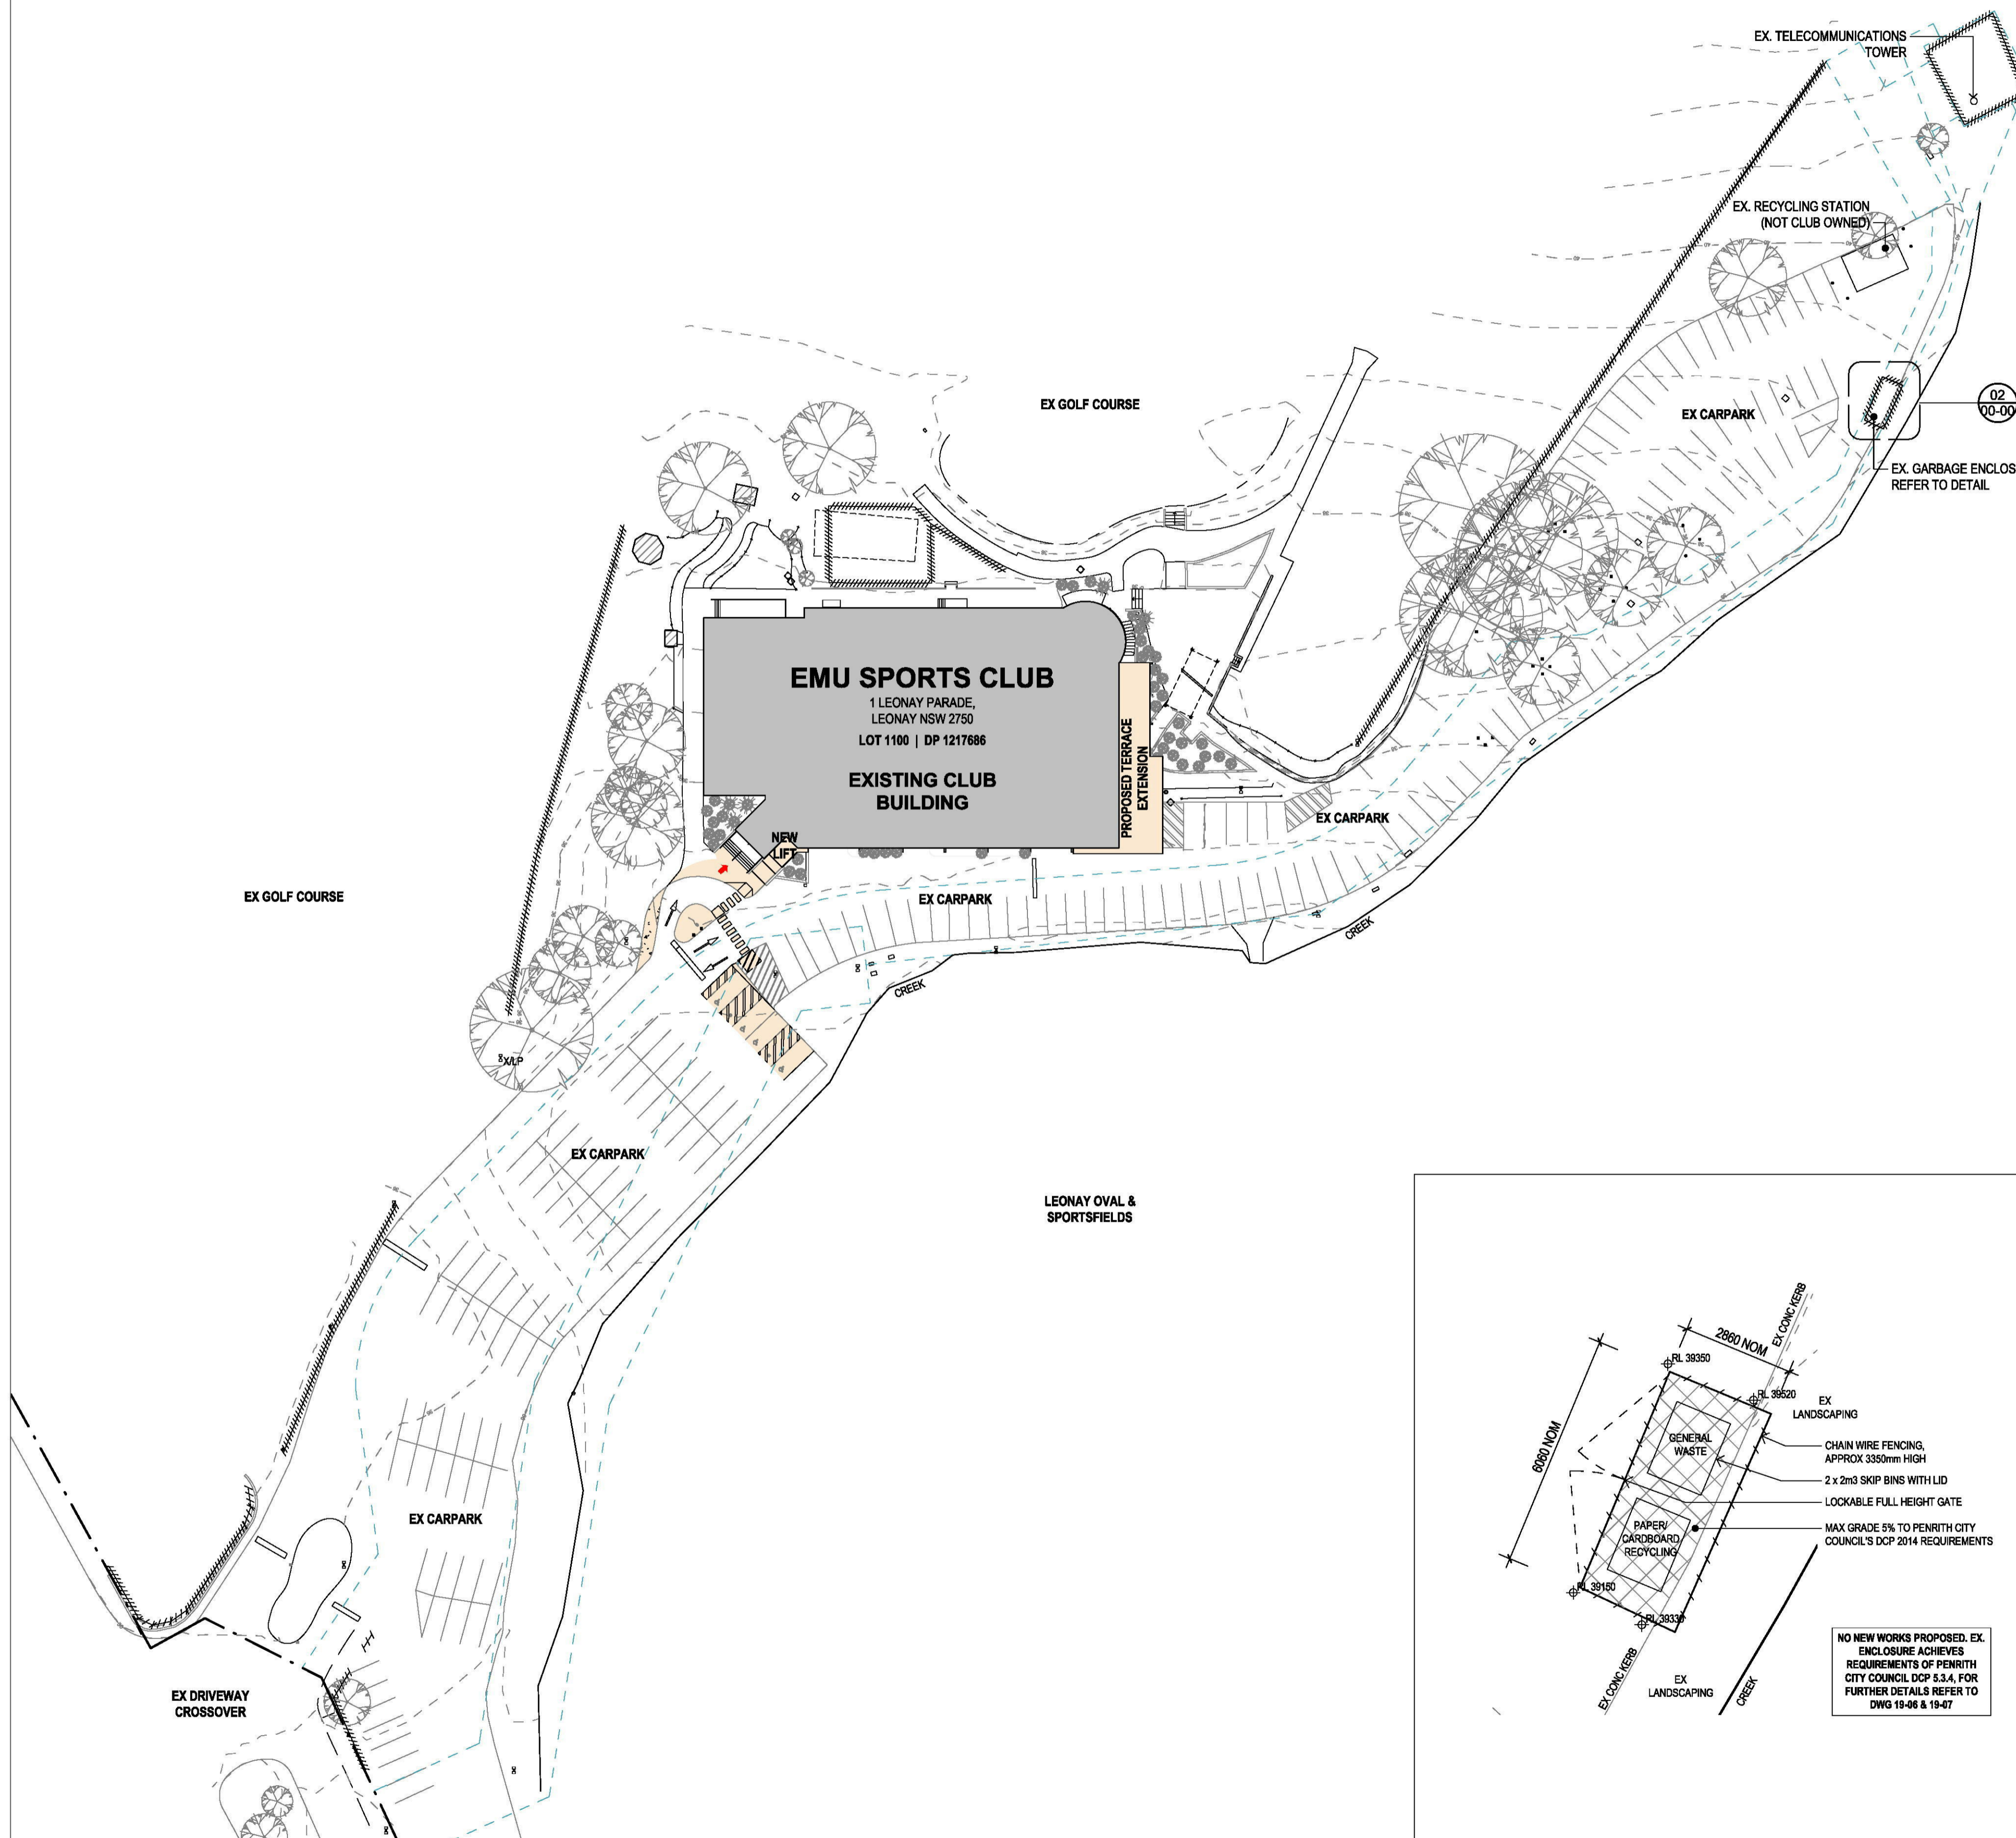 EX. TELECOMMUNICATIONS
TOWER
EX. RECYCLING STATION
(NOT CLUB OWNED)
EX GOLF COURSE
EX CARPARK
02
00-00
EX. GARBAGE ENCLOS
REFER TO DETAIL
EMU SPORTS CLUB
1 LEONAY PARADE,
LEONAY NSW 2750
LOT 1100 | DP 1217686
EXISTING CLUB
BUILDING
PROPOSED TERRACE
EXTENSION
NEW
LIFT
EX CARPARK
EX GOLF COURSE
EX CARPARK
CREEK
CREEK
X/LP
EX CARPARK
LEONAY OVAL &
SPORTSFIELDS
EX CARPARK
EX DRIVEWAY
CROSSOVER
2860 NOM
EX CONC KERB
RL 39350
RL 39520
EX
LANDSCAPING
6060 NOM
GENERAL
WASTE
CHAIN WIRE FENCING,
APPROX 3350mm HIGH
2 x 2m3 SKIP BINS WITH LID
LOCKABLE FULL HEIGHT GATE
PAPER/
CARDBOARD
RECYCLING
MAX GRADE 5% TO PENRITH CITY
COUNCIL'S DCP 2014 REQUIREMENTS
RL 39150
RL 39330
EX CONC KERB
EX
LANDSCAPING
CREEK
NO NEW WORKS PROPOSED. EX.
ENCLOSURE ACHIEVES
REQUIREMENTS OF PENRITH
CITY COUNCIL DCP 5.3.4, FOR
FURTHER DETAILS REFER TO
DWG 19-06 & 19-07